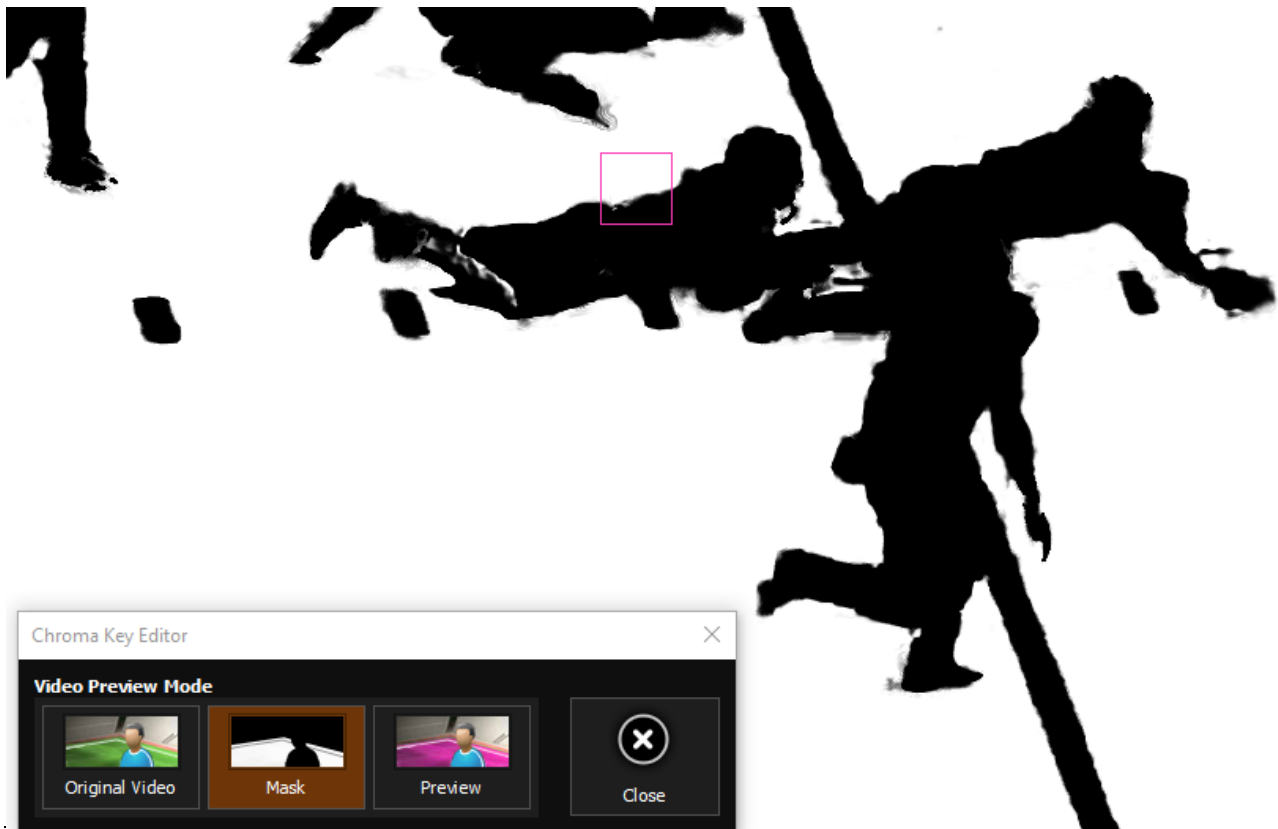 Chroma Key Editor
Video Preview Mode
Original Video
Mask
Preview
Close